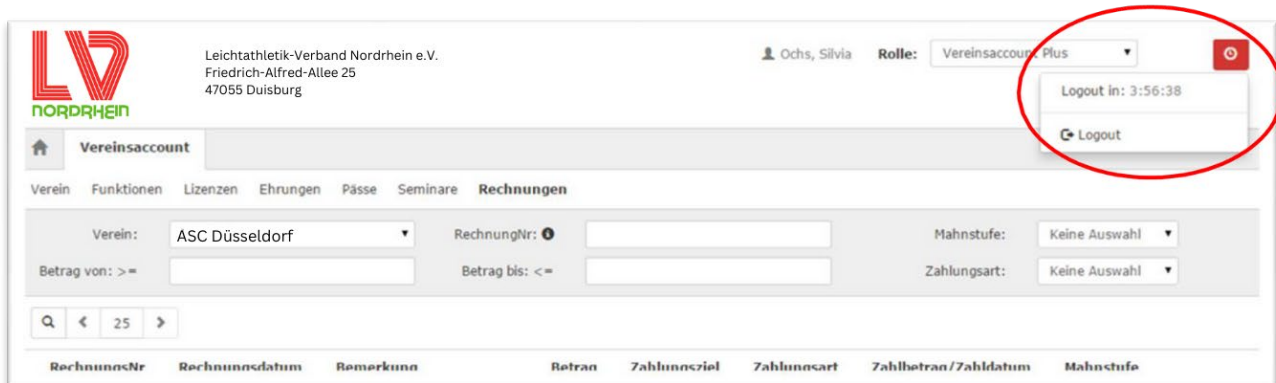 LV
NORDRHEIN
Leichtathletik-Verband Nordrhein e.V.
Friedrich-Alfred-Allee 25
47055 Duisburg
Ochs, Silvia Rolle: Vereinsaccount Plus
Logout in: 3:56:38
Logout
Vereinsaccount
Verein Funktionen Lizenzen Ehrungen Pässe Seminare Rechnungen
Verein: ASC Düsseldorf RechnungNr: Mahnstufe: Keine Auswahl
Betrag von: >= Betrag bis: <= Zahlungsart: Keine Auswahl
25
RechnungsNr Rechnungsdatum Bemerkung Betrag Zahlungsziel Zahlungsart Zahlbetrag/Zahldatum Mahnstufe